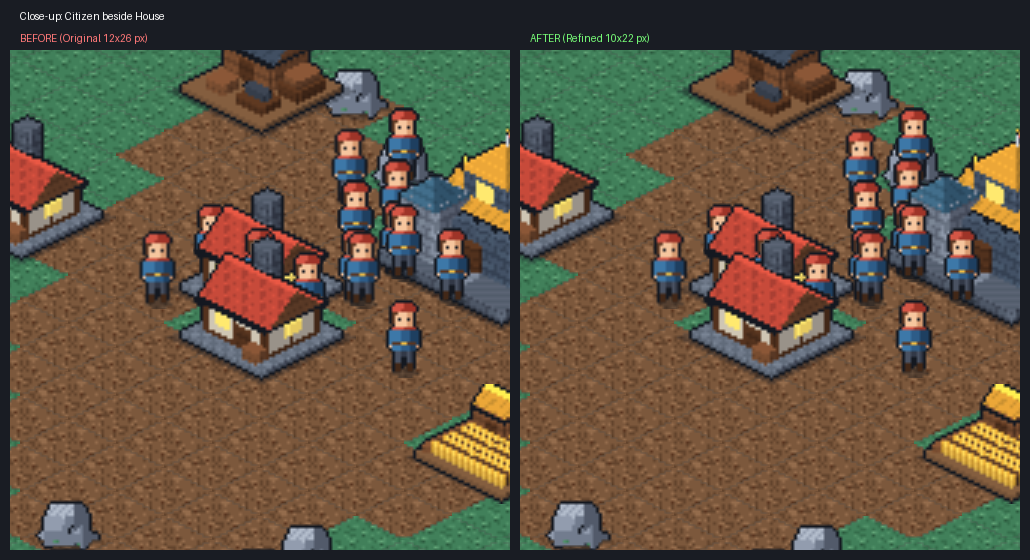 Close-up: Citizen beside House
BEFORE (Original 12x26 px)
AFTER (Refined 10x22 px)